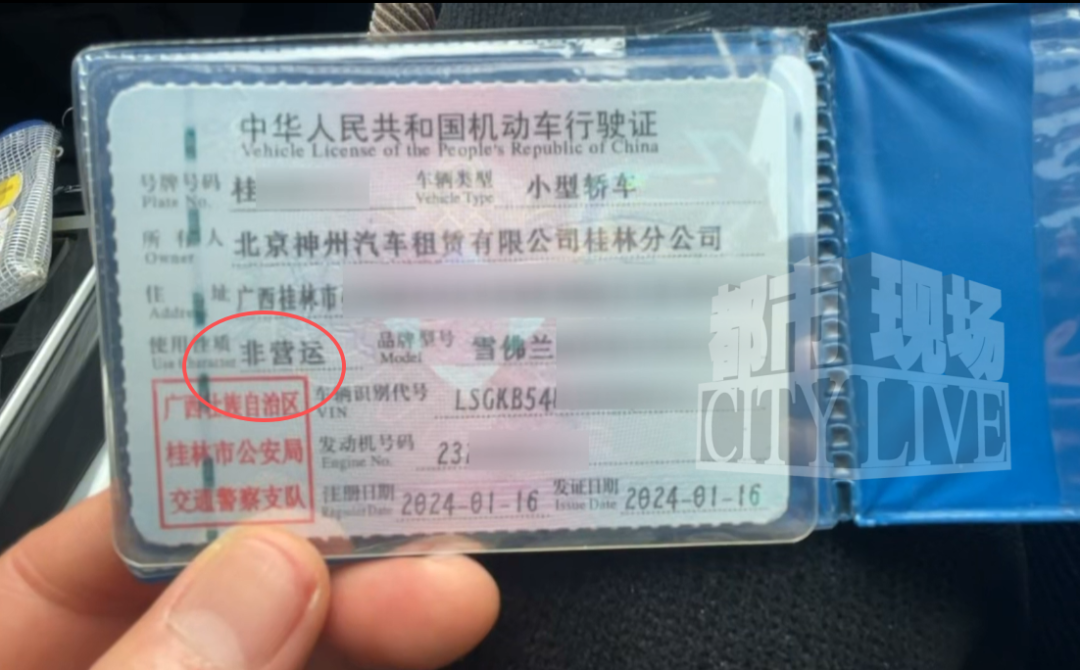 中华人民共和国机动车行驶证
Vehicle License of the People's Republic of China
号牌号码 桂 车辆类型 小型轿车
Plate No. Vehicle Type
所有人 北京神州汽车租赁有限公司桂林分公司
Owner
住址 广西桂林市
Address
使用性质 非营运 品牌型号 雪佛兰
Use Character Model
广西壮族自治区 车辆识别代号 LSGKB54
VIN
桂林市公安局 发动机号码 237
Engine No.
交通警察支队 注册日期 2024-01-16 发证日期 2024-01-16
Register Date Issue Date
都市现场
CITYLIVE